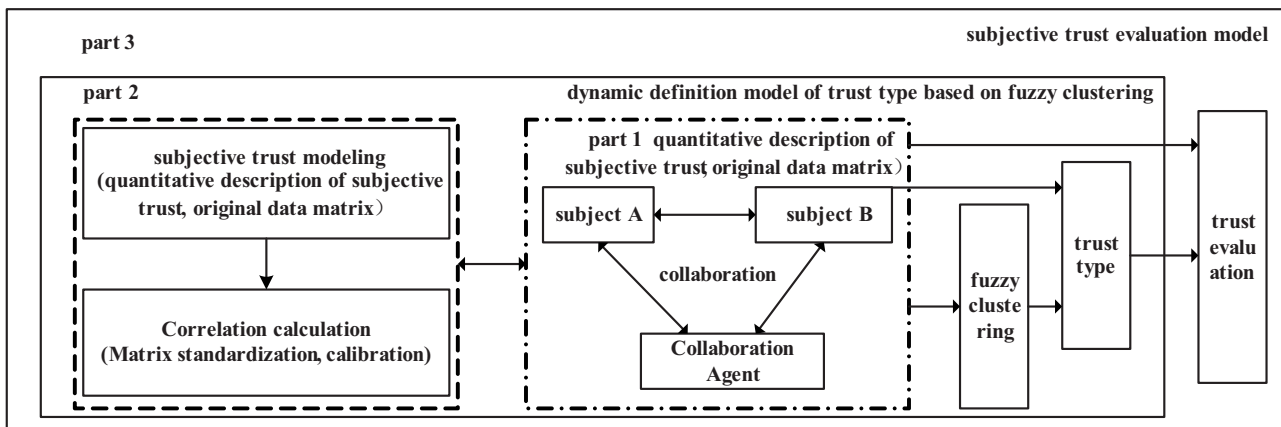 part 3
subjective trust evaluation model
part 2
dynamic definition model of trust type based on fuzzy clustering
subjective trust modeling
(quantitative description of subjective
trust, original data matrix）
Correlation calculation
(Matrix standardization, calibration)
part 1 quantitative description of
subjective trust, original data matrix）
subject A
subject B
collaboration
Collaboration
Agent
fuzzy
cluste
ring
trust
type
trust
evalu
ation